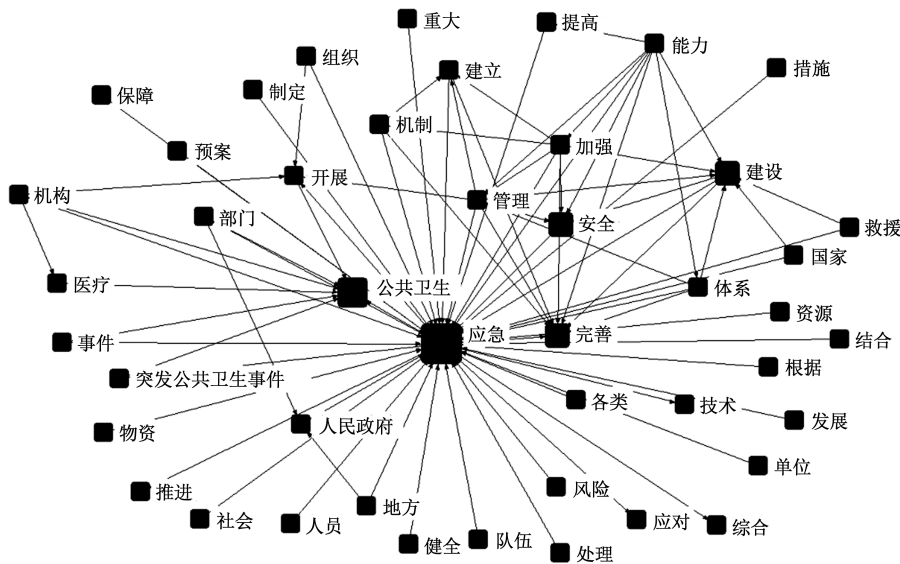 重大
提高
能力
组织
建立
措施
制定
保障
机制
加强
预案
开展
建设
机构
管理
部门
安全
救援
国家
医疗
公共卫生
体系
资源
事件
应急
完善
结合
根据
突发公共卫生事件
各类
技术
发展
物资
人民政府
单位
推进
风险
社会
人员
地方
应对
综合
健全
队伍
处理